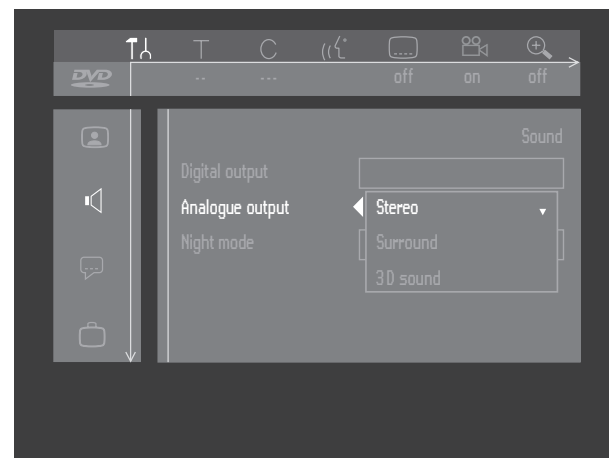 T C
DVD .. ... off on off
Sound
Digital output
Analogue output Stereo
Night mode Surround
3D sound